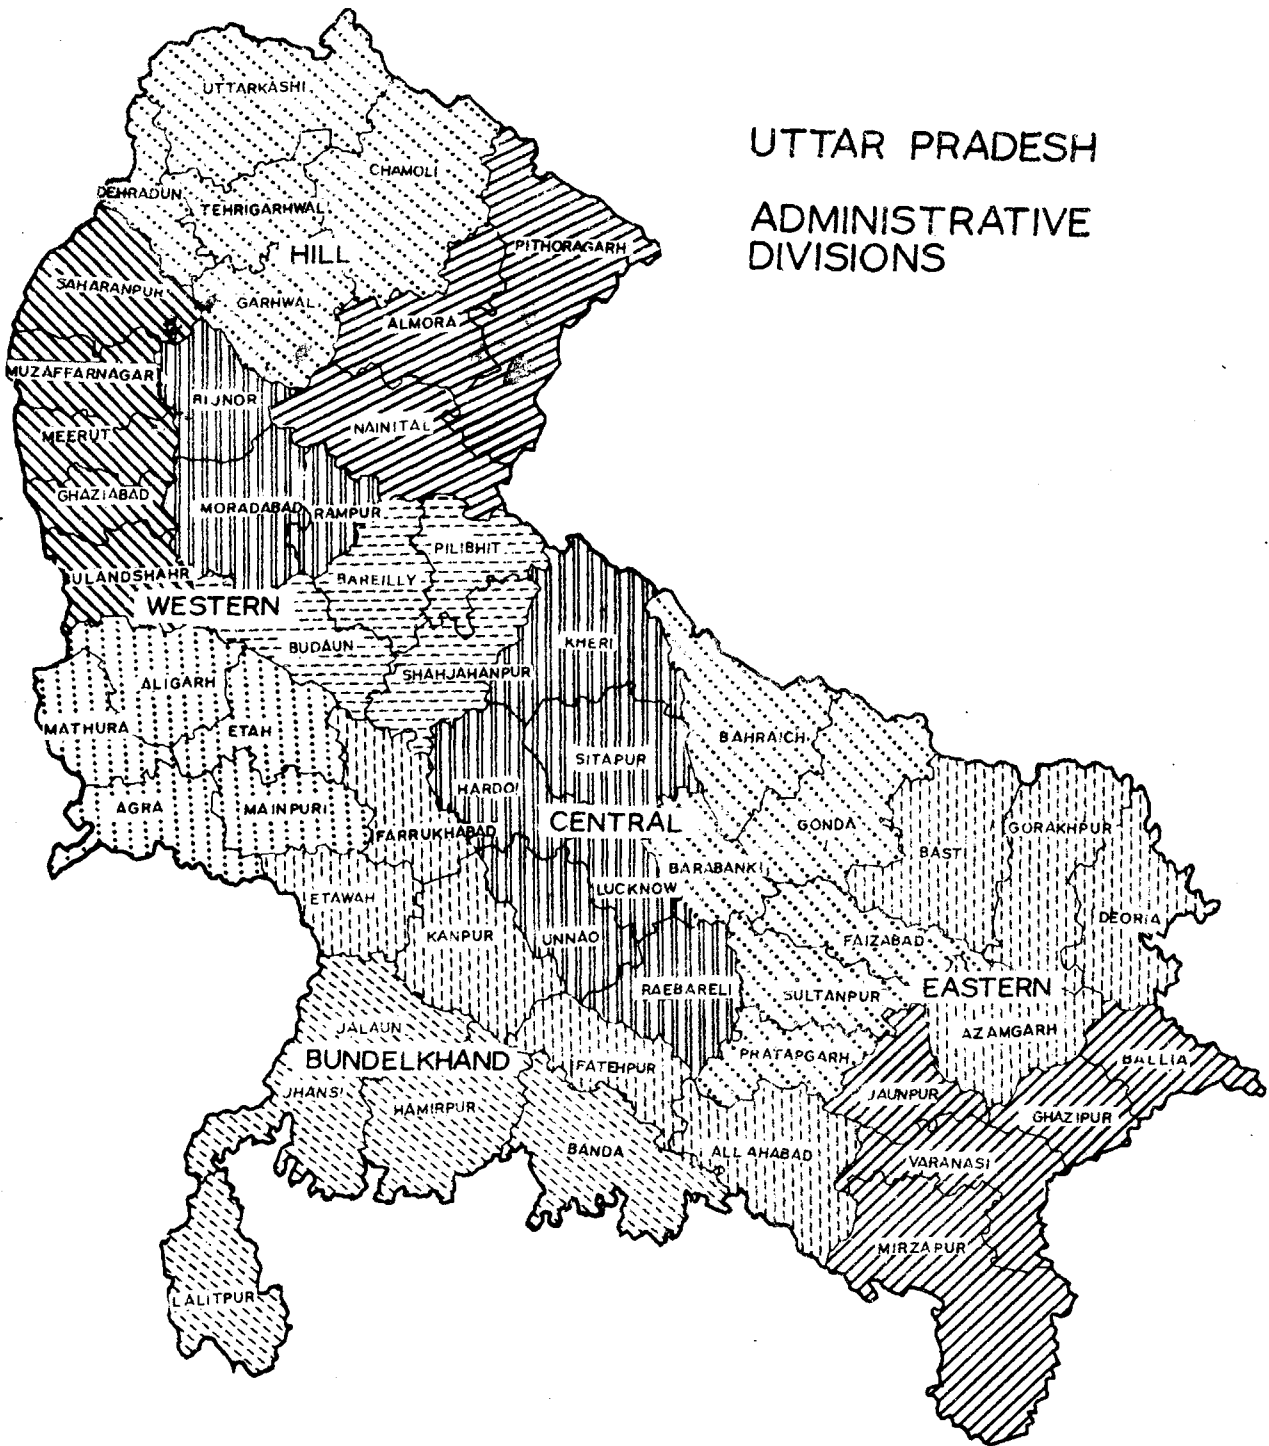 UTTARKASHI
UTTAR PRADESH
CHAMOLI
DEHRADUN
TEHRIGARHWAL
ADMINISTRATIVE
DIVISIONS
HILL
PITHORAGARH
SAHARANPUR
GARHWAL
ALMORA
MUZAFFARNAGAR
BIJNOR
NAINITAL
MEERUT
GHAZIABAD
MORADABAD
RAMPUR
PILIBHIT
ULANDSHAHR
BAREILLY
WESTERN
BUDAUN
KHERI
SHAHJAHANPUR
ALIGARH
MATHURA
ETAH
BAHRAICH
SITAPUR
HARDOI
AGRA
MAINPURI
CENTRAL
GONDA
GORAKHPUR
FARRUKHABAD
BASTI
BARABANKI
LUCKNOW
ETAWAH
DEORIA
KANPUR
UNNAO
FAIZABAD
RAEBARELI
SULTANPUR
EASTERN
JALAUN
AZAMGARH
BUNDELKHAND
FATEHPUR
PRATAPGARH
BALLIA
JHANSI
HAMIRPUR
JAUNPUR
GHAZIPUR
BANDA
ALLAHABAD
VARANASI
MIRZAPUR
LALITPUR